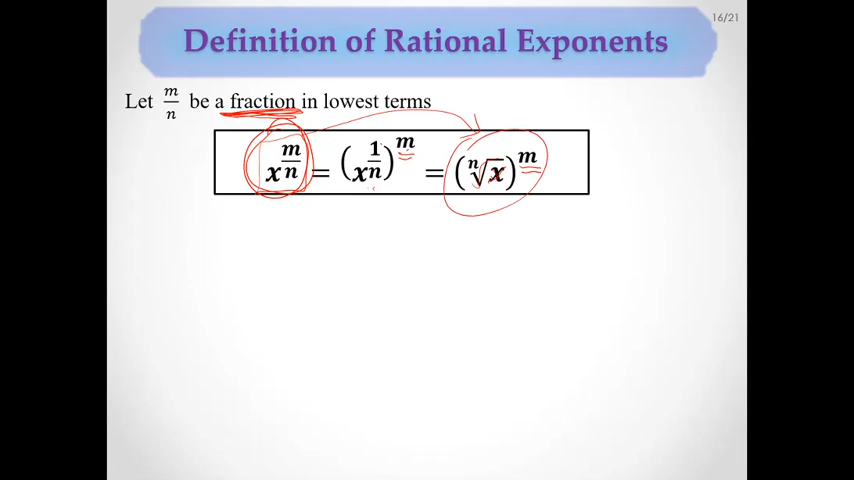 16/21
Definition of Rational Exponents
Let m/n be a fraction in lowest terms
x^(m/n) = (x^(1/n))^m = (ⁿ√x)^m